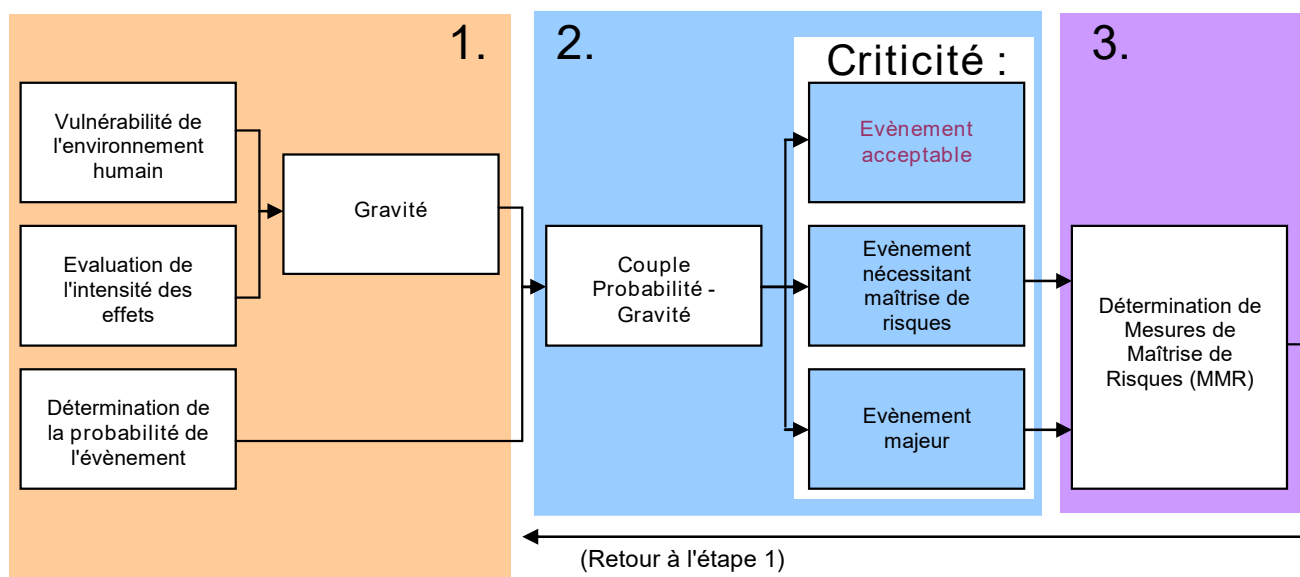 1.
Vulnérabilité de
l'environnement
humain
Evaluation de
l'intensité des
effets
Détermination de
la probabilité de
l'évènement
Gravité
2.
Couple
Probabilité -
Gravité
Criticité :
Evènement
acceptable
Evènement
nécessitant
maîtrise de
risques
Evènement
majeur
3.
Détermination de
Mesures de
Maîtrise de
Risques (MMR)
(Retour à l'étape 1)